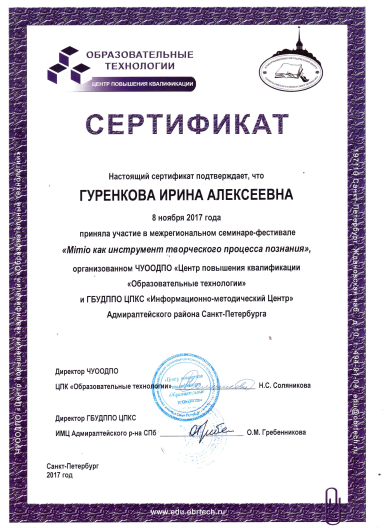 ОБРАЗОВАТЕЛЬНЫЕ
ТЕХНОЛОГИИ
ЦЕНТР ПОВЫШЕНИЯ КВАЛИФИКАЦИИ
СЕРТИФИКАТ
Настоящий сертификат подтверждает, что
ГУРЕНКОВА ИРИНА АЛЕКСЕЕВНА
8 ноября 2017 года
приняла участие в межрегиональном семинаре-фестивале
«Mimio как инструмент творческого процесса познания»,
организованном ЧУООДПО «Центр повышения квалификации
«Образовательные технологии»
и ГБУДППО ЦПКС «Информационно-методический Центр»
Адмиралтейского района Санкт-Петербурга
Директор ЧУООДПО
ЦПК «Образовательные технологии»
Н.С. Соляникова
Директор ГБУДППО ЦПКС
ИМЦ Адмиралтейского р-на СПб
О.М. Гребенникова
Санкт-Петербург
2017 год
www.edu.obrtech.ru